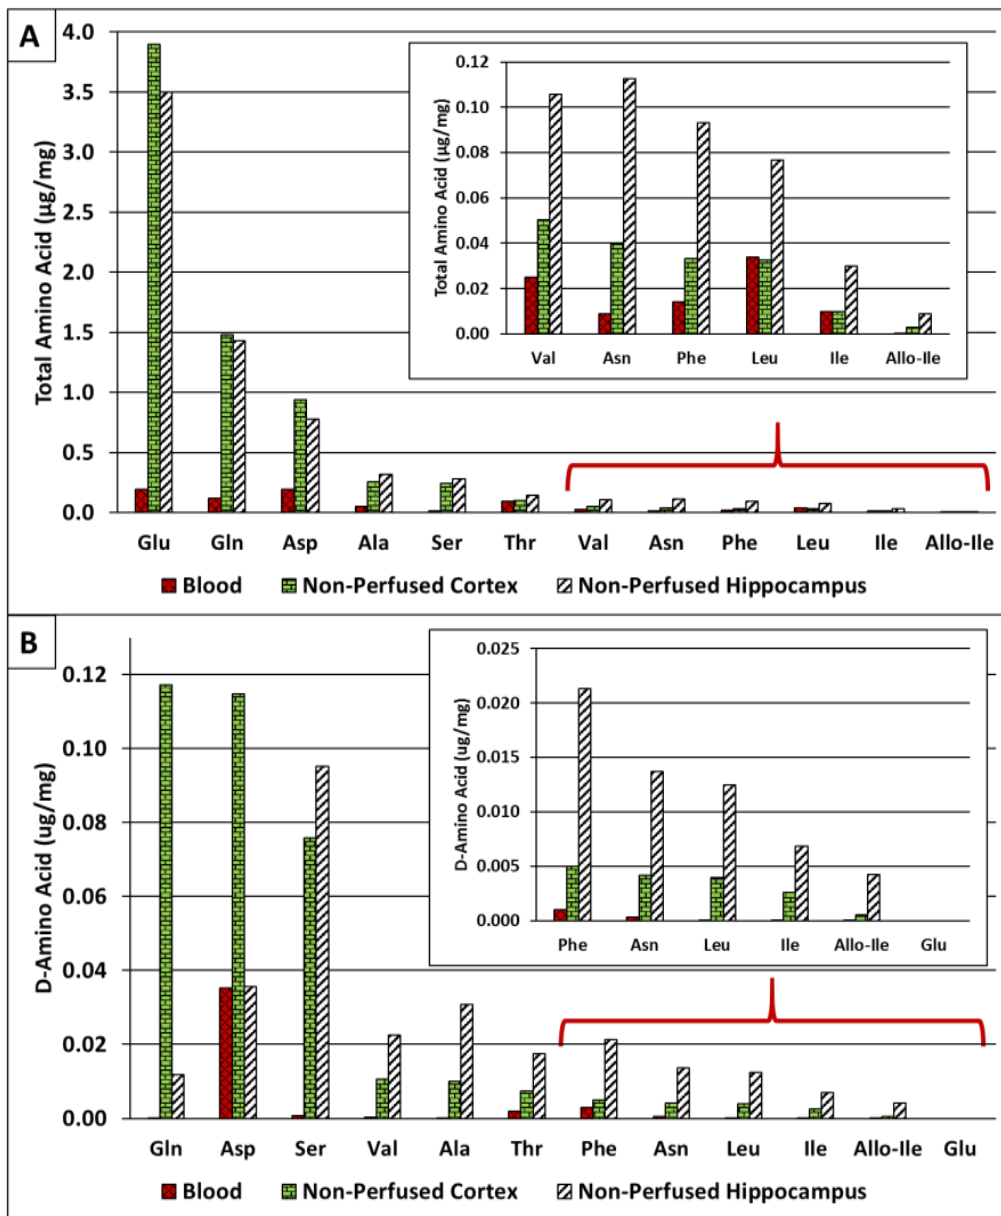 A
Total Amino Acid (µg/mg)
4.0
3.5
3.0
2.5
2.0
1.5
1.0
0.5
0.0
Glu Gln Asp Ala Ser Thr Val Asn Phe Leu Ile Allo-Ile
Total Amino Acid (µg/mg)
0.12
0.10
0.08
0.06
0.04
0.02
0.00
Val Asn Phe Leu Ile Allo-Ile
Blood Non-Perfused Cortex Non-Perfused Hippocampus
B
D-Amino Acid (ug/mg)
0.12
0.10
0.08
0.06
0.04
0.02
0.00
Gln Asp Ser Val Ala Thr Phe Asn Leu Ile Allo-Ile Glu
D-Amino Acid (ug/mg)
0.025
0.020
0.015
0.010
0.005
0.000
Phe Asn Leu Ile Allo-Ile Glu
Blood Non-Perfused Cortex Non-Perfused Hippocampus